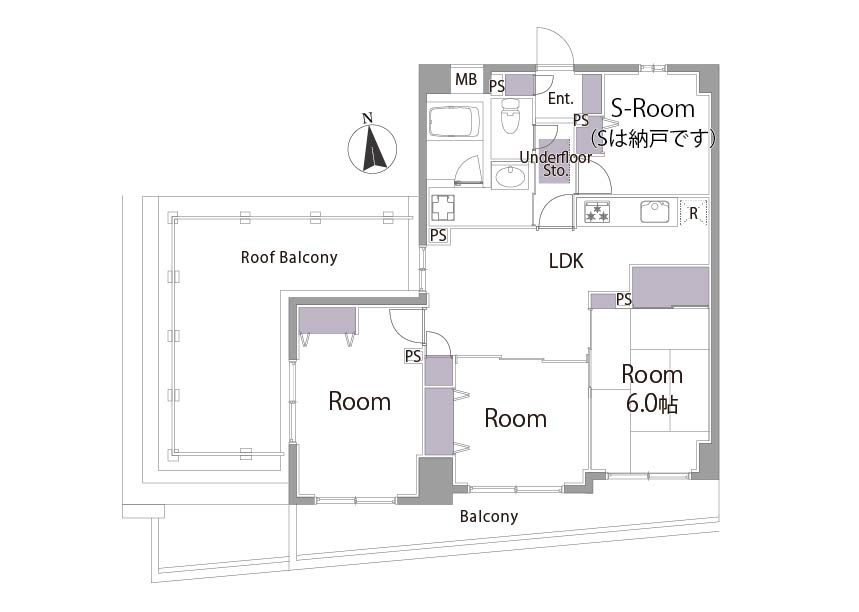 MB
PS
Ent.
S-Room
(Sは納戸です)
PS
N
Underfloor
Sto.
R
PS
Roof Balcony
LDK
PS
PS
Room
Room
Room
6.0帖
Balcony